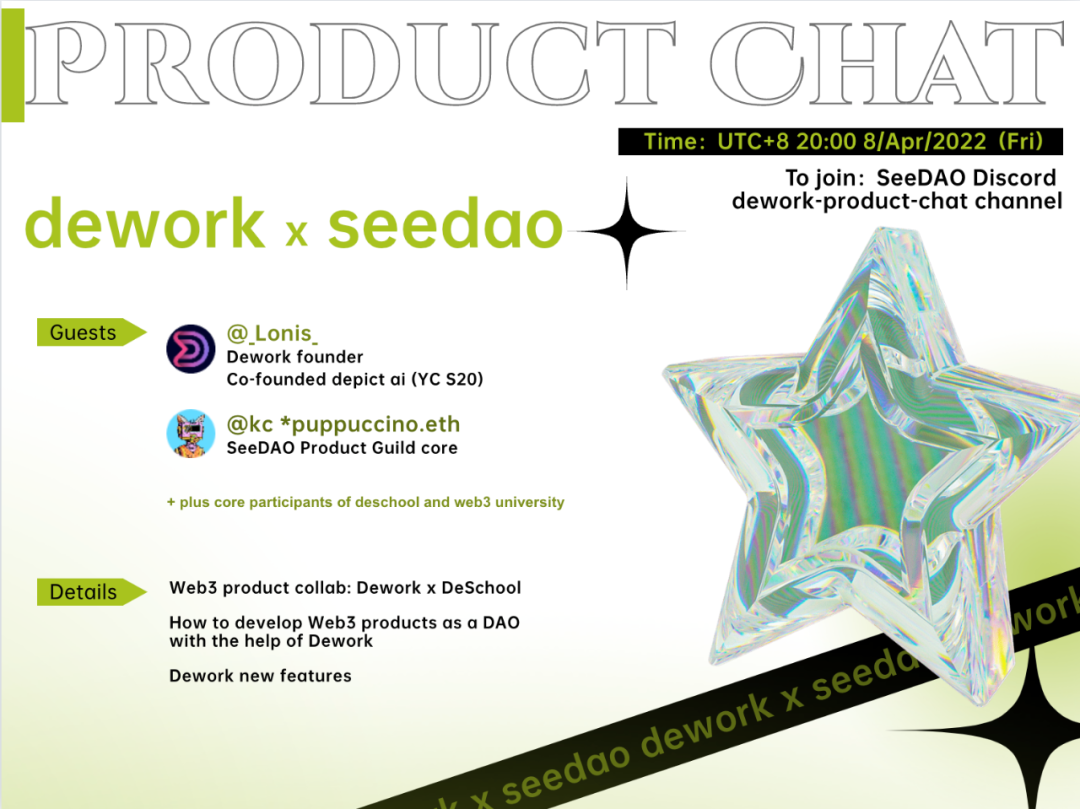 PRODUCT CHAT
Time: UTC+8 20:00 8/Apr/2022 (Fri)
To join: SeeDAO Discord
dework-product-chat channel
dework x seedao
Guests
@_Lonis_
Dework founder
Co-founded depict ai (YC S20)
@kc *puppuccino.eth
SeeDAO Product Guild core
+ plus core participants of deschool and web3 university
Details
Web3 product collab: Dework x DeSchool
How to develop Web3 products as a DAO
with the help of Dework
Dework new features
x seedao dework x seedao